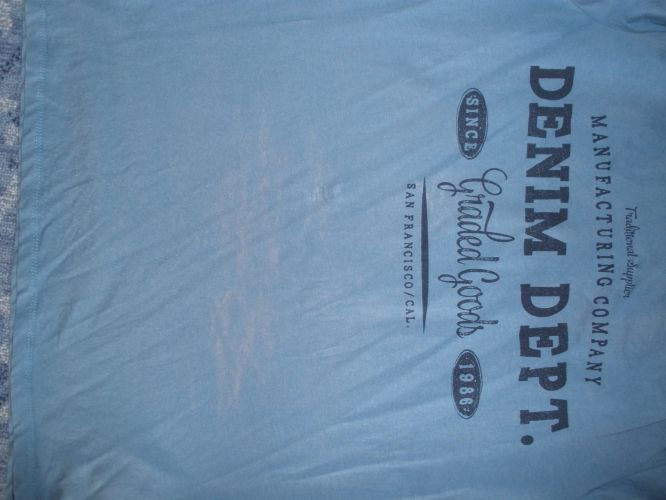 Traditional Supplier
MANUFACTURING COMPANY
DENIM DEPT.
SINCE Graded Goods 1986
SAN FRANCISCO/CAL.